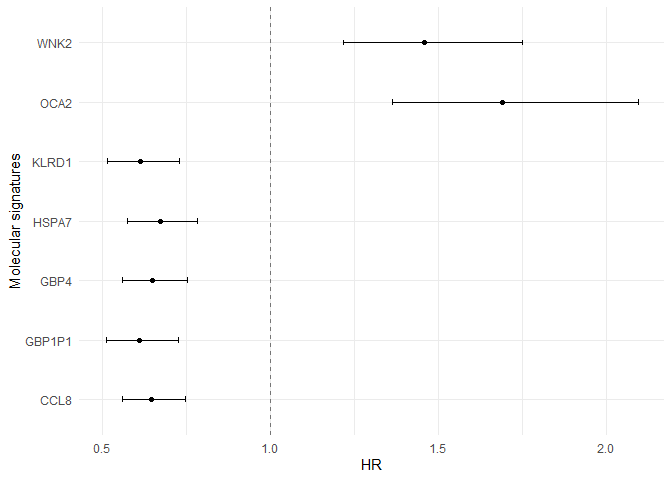 WNK2
OCA2
KLRD1
HSPA7
GBP4
GBP1P1
CCL8
Molecular signatures
0.5 1.0 1.5 2.0
HR